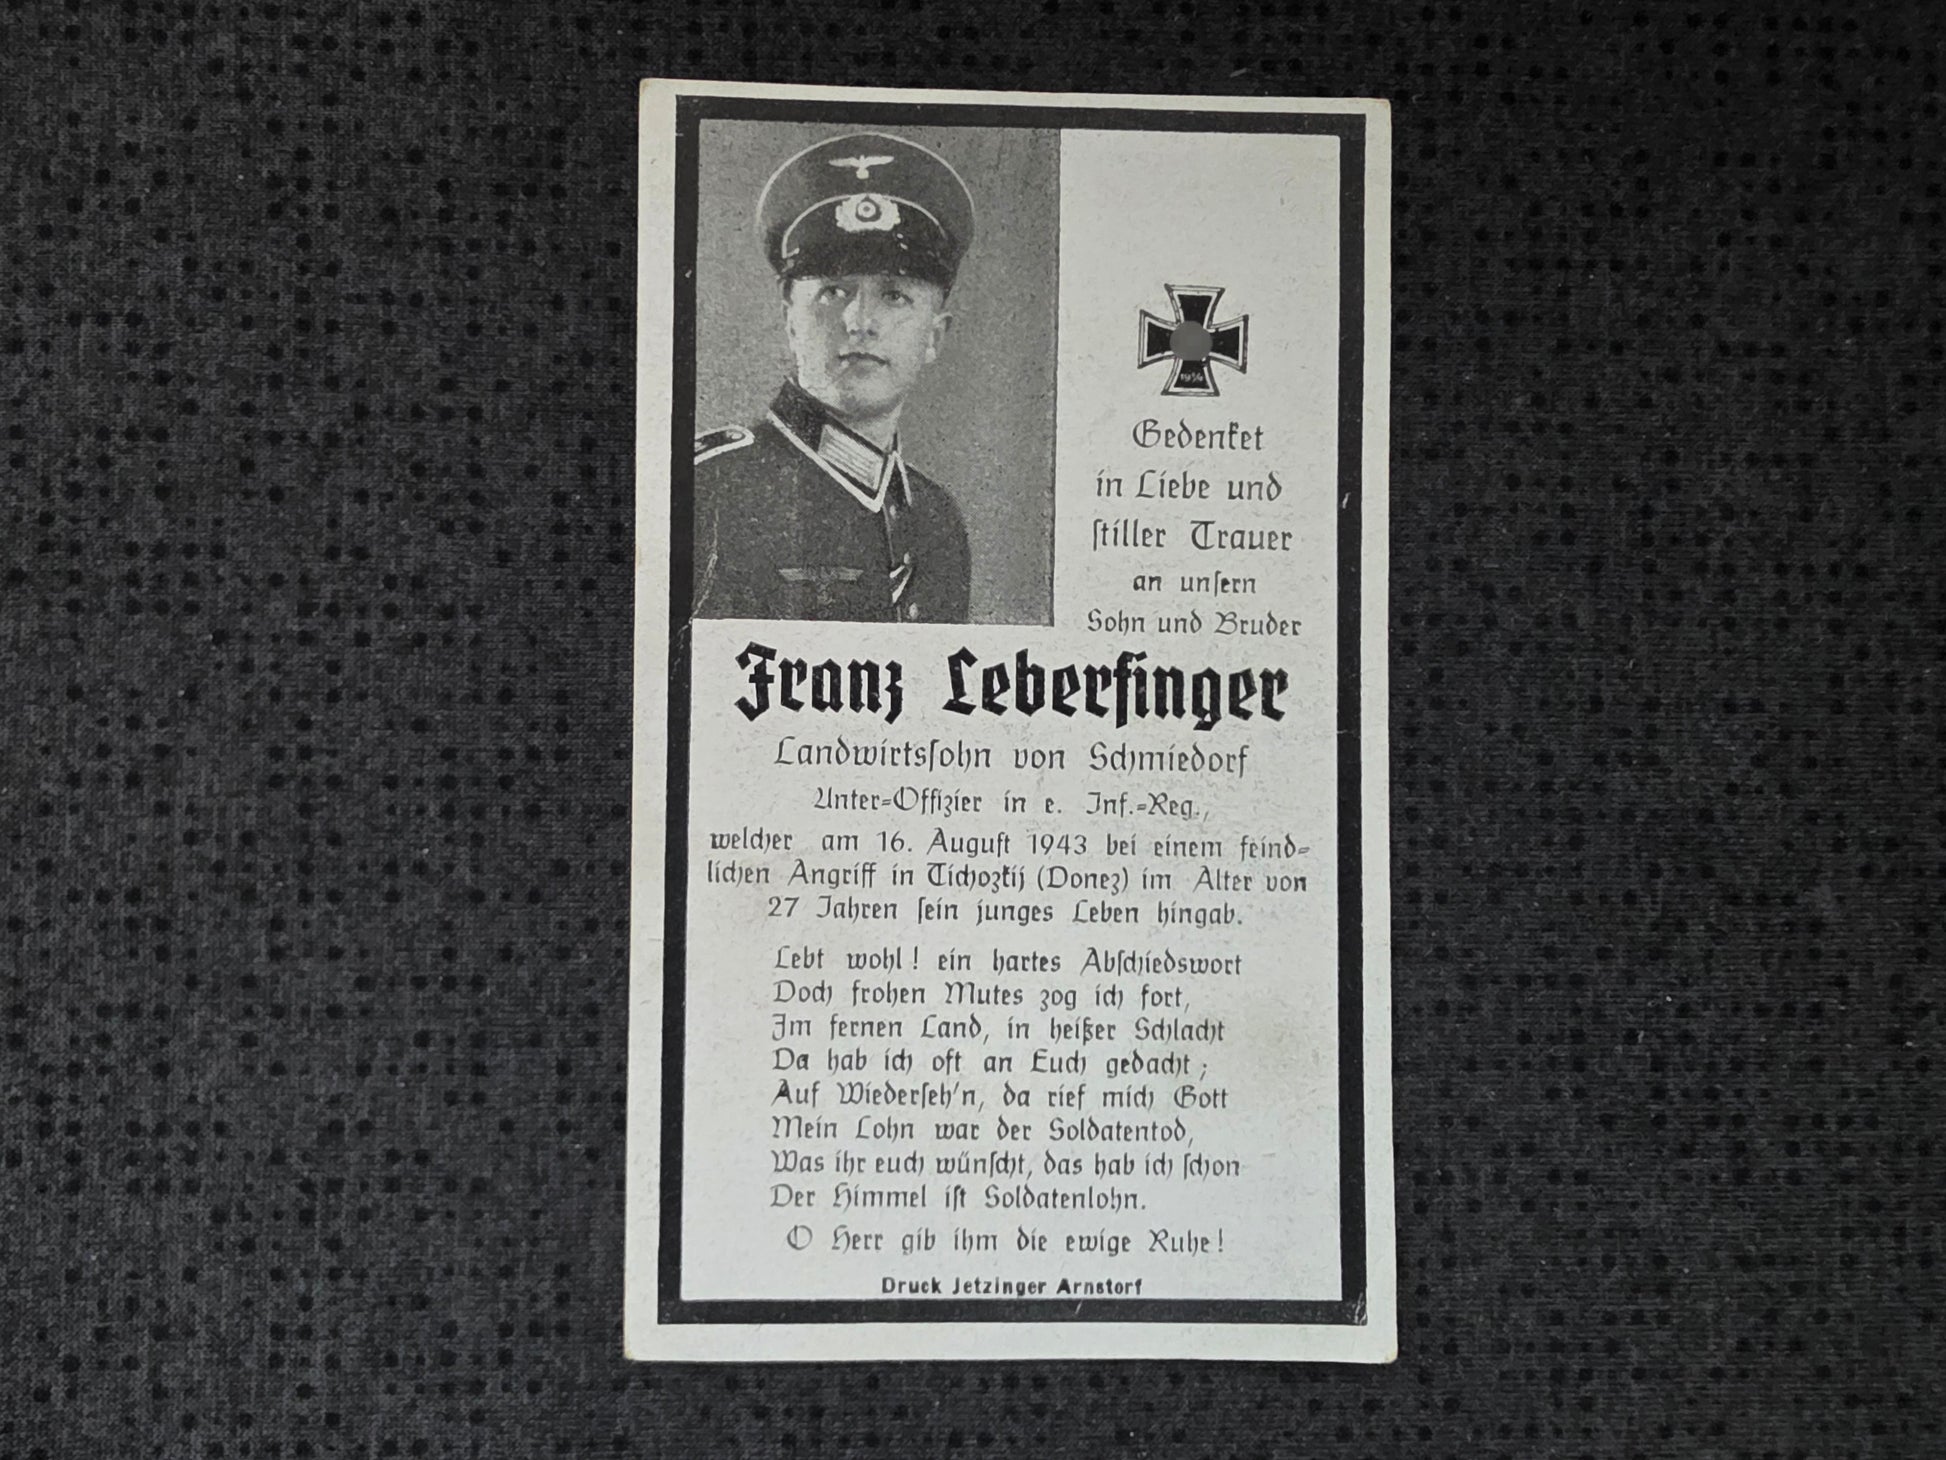 Gedenket
in Liebe und
stiller Trauer
an unsern
Sohn und Bruder
Franz Leberfinger
Landwirtssohn von Schmiedorf
Unter-Offizier in e. Inf.-Reg.,
welcher am 16. August 1943 bei einem feind-
lichen Angriff in Tichozkij (Donez) im Alter von
27 Jahren sein junges Leben hingab.
Lebt wohl! ein hartes Abschiedswort
Doch frohen Mutes zog ich fort,
Im fernen Land, in heißer Schlacht
Da hab ich oft an Euch gedacht;
Auf Wiederseh'n, da rief mich Gott
Mein Lohn war der Soldatentod,
Was ihr euch wünscht, das hab ich schon
Der Himmel ist Soldatenlohn.
O Herr gib ihm die ewige Ruhe!
Druck Jetzinger Arnstorf